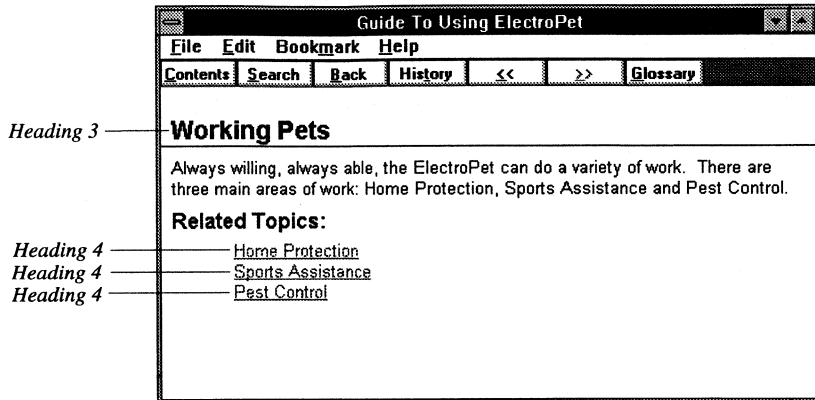 Guide To Using ElectroPet
File Edit Bookmark Help
Contents Search Back History << >> Glossary
Heading 3 Working Pets
Always willing, always able, the ElectroPet can do a variety of work. There are
three main areas of work: Home Protection, Sports Assistance and Pest Control.
Related Topics:
Heading 4 Home Protection
Heading 4 Sports Assistance
Heading 4 Pest Control